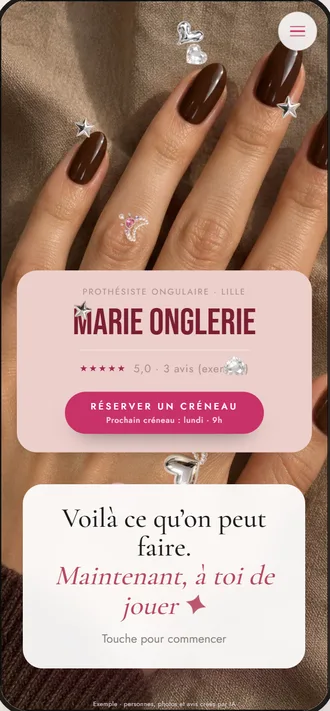 PROTHÉSISTE ONGULAIRE - LILLE
MARIE ONGLERIE
★★★★★ 5,0 · 3 avis
RÉSERVER UN CRÉNEAU
Prochain créneau : lundi · 9h
Voilà ce qu'on peut
faire.
Maintenant, à toi de
jouer ✦
Touche pour commencer
Exemple - personnes, photos et avis créés par IA